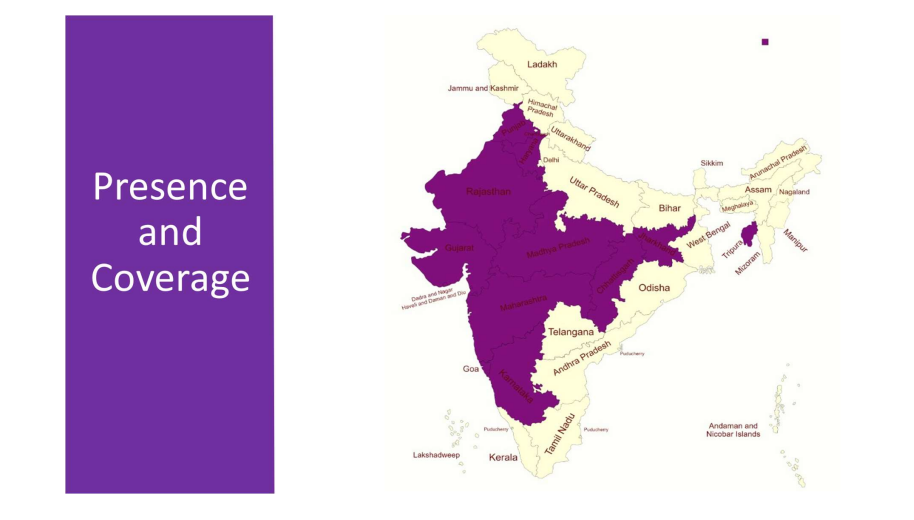 Presence
and
Coverage
Ladakh
Jammu and Kashmir
Himachal
Pradesh
Punjab
Uttarakhand
Haryana
Delhi
Sikkim
Arunachal Pradesh
Rajasthan
Uttar Pradesh
Bihar
Assam
Nagaland
Meghalaya
Manipur
Gujarat
Madhya Pradesh
Jharkhand
West Bengal
Tripura
Mizoram
Chhattisgarh
Dadra and Nagar
Haveli and Daman and Diu
Maharashtra
Odisha
Telangana
Andhra Pradesh
Puducherry
Goa
Karnataka
Tamil Nadu
Puducherry
Puducherry
Andaman and
Nicobar Islands
Lakshadweep
Kerala